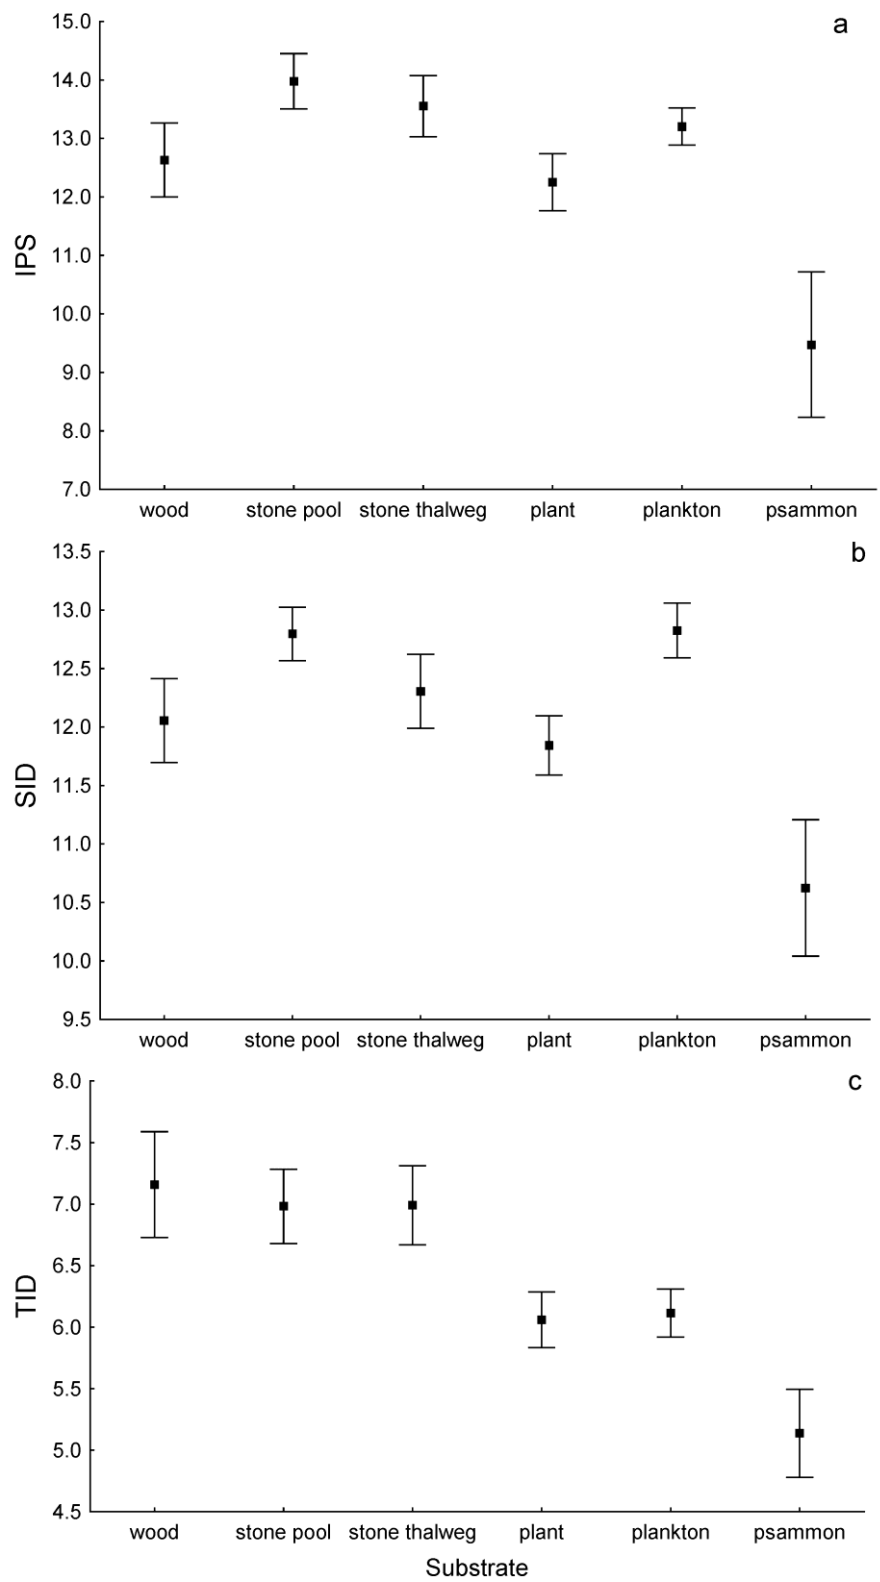 a
15.0
14.0
13.0
12.0
11.0
10.0
9.0
8.0
7.0
IPS
wood stone pool stone thalweg plant plankton psammon
b
13.5
13.0
12.5
12.0
11.5
11.0
10.5
10.0
9.5
SID
wood stone pool stone thalweg plant plankton psammon
c
8.0
7.5
7.0
6.5
6.0
5.5
5.0
4.5
TID
wood stone pool stone thalweg plant plankton psammon
Substrate